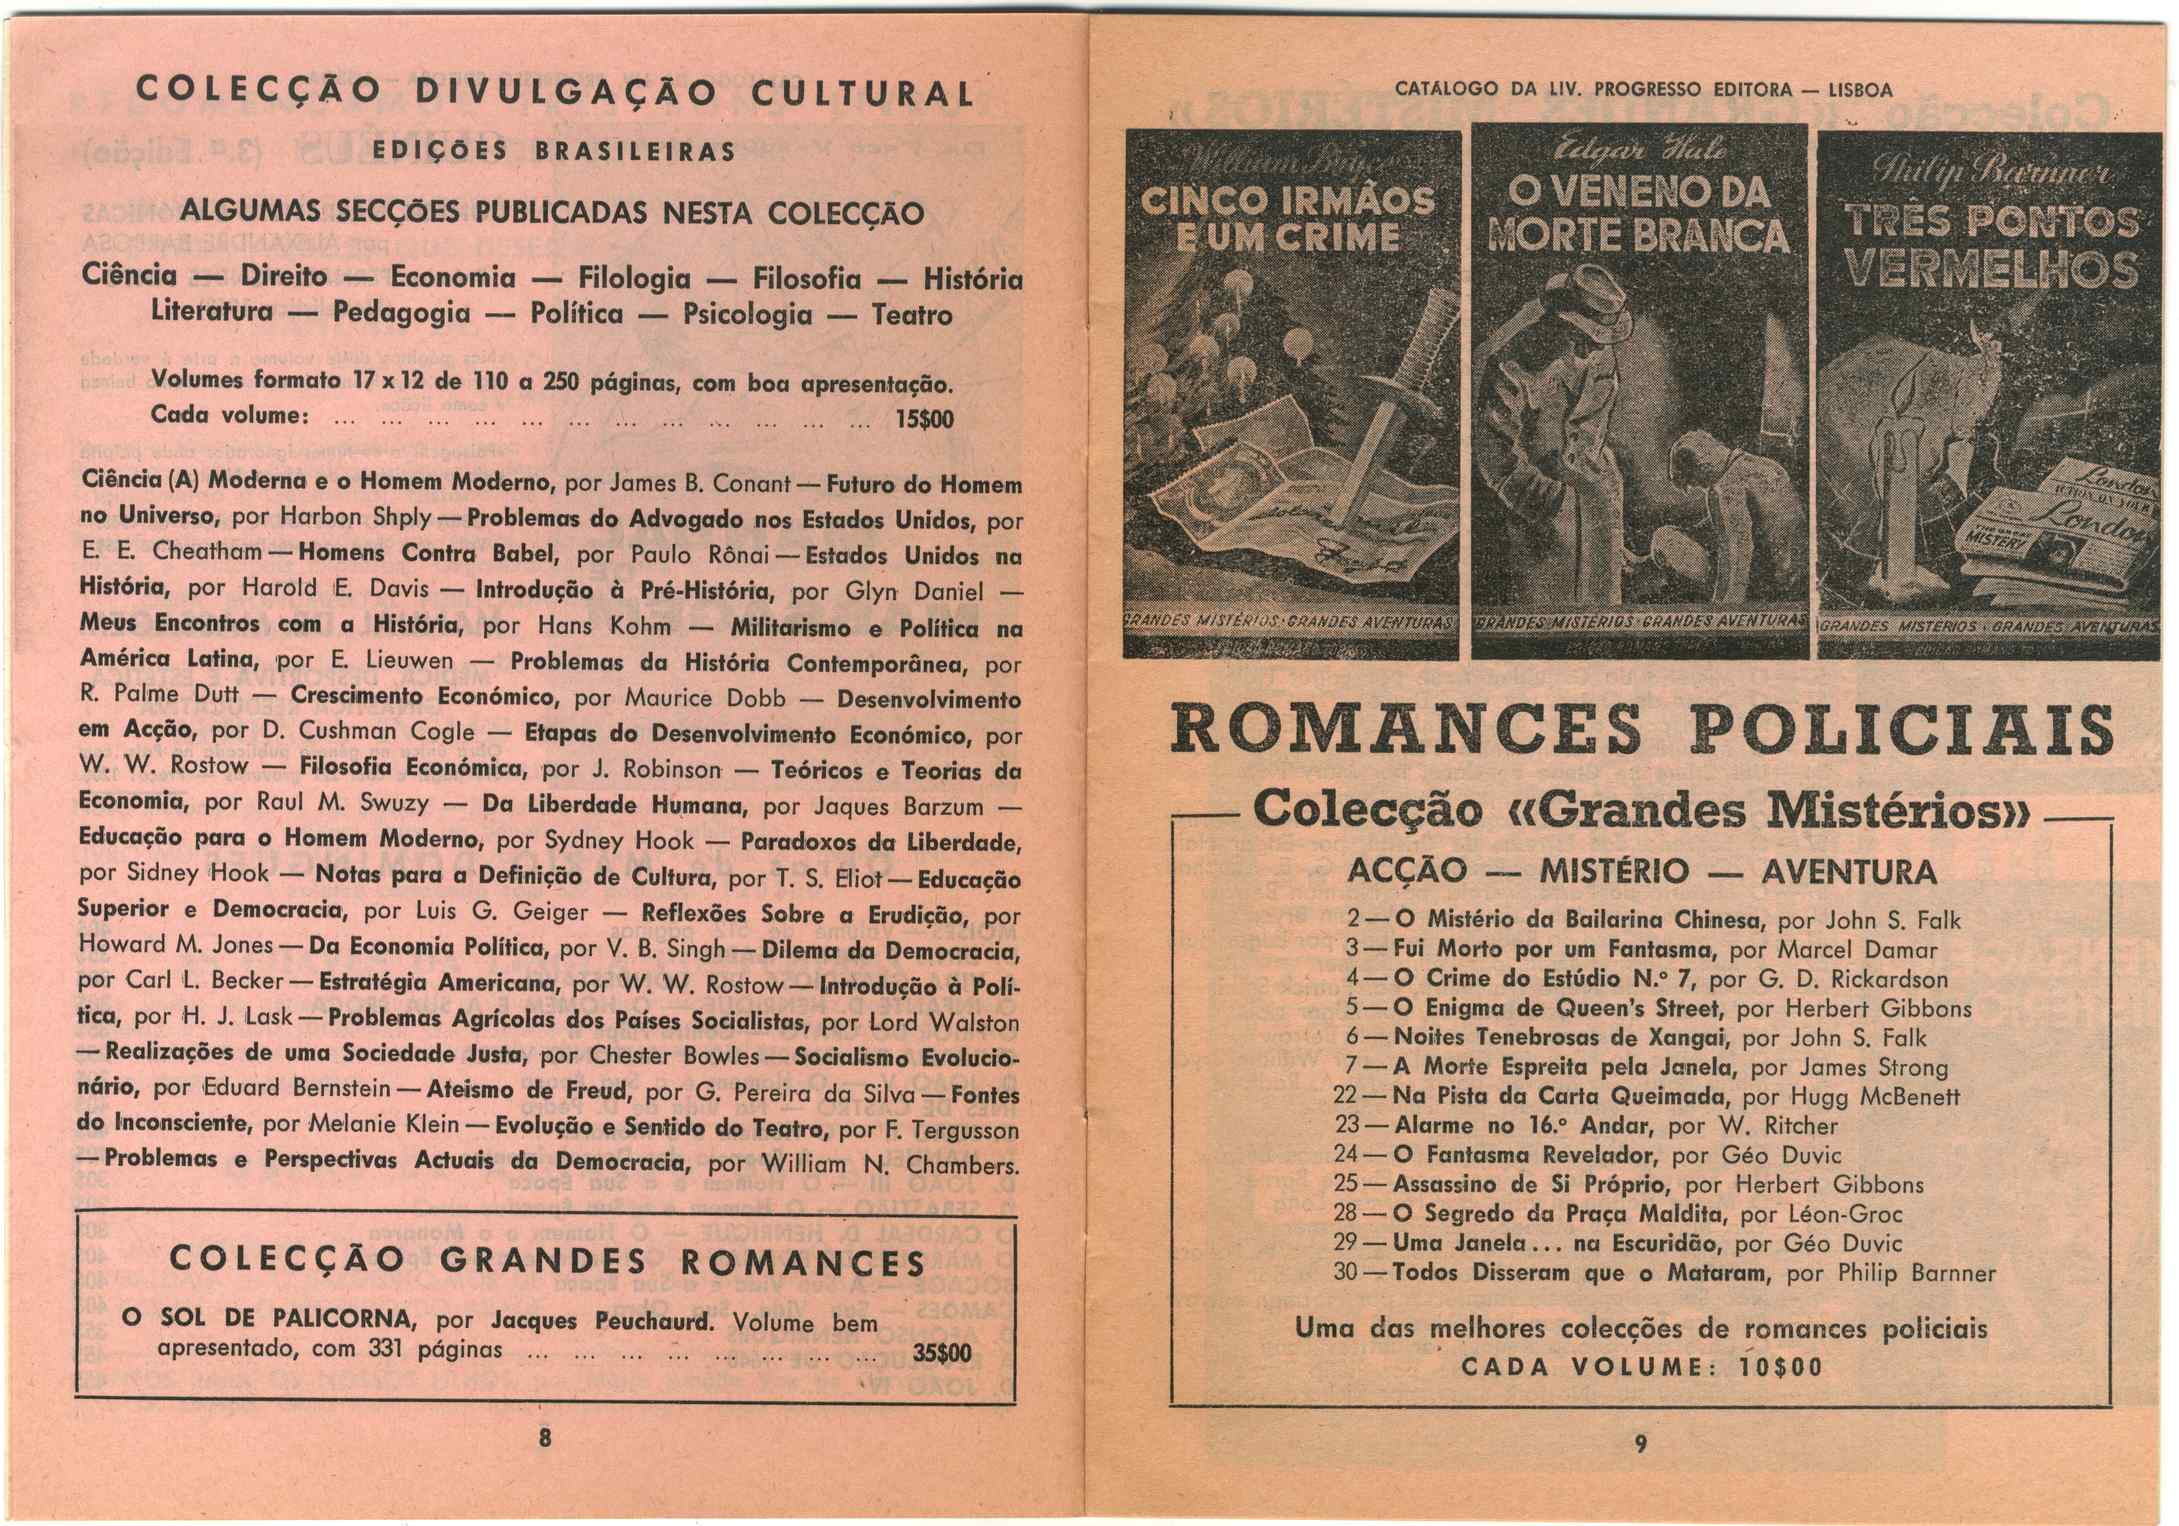 COLECÇÃO DIVULGAÇÃO CULTURAL
EDIÇÕES BRASILEIRAS
ALGUMAS SECÇÕES PUBLICADAS NESTA COLECÇÃO
Ciência — Direito — Economia — Filologia — Filosofia — História
Literatura — Pedagogia — Política — Psicologia — Teatro
Volumes formato 17 x 12 de 110 a 250 páginas, com boa apresentação.
Cada volume: ... ... ... ... ... ... ... ... ... ... ... ... 15$00
Ciência (A) Moderna e o Homem Moderno, por James B. Conant — Futuro do Homem
no Universo, por Harbon Shply — Problemas do Advogado nos Estados Unidos, por
E. E. Cheatham — Homens Contra Babel, por Paulo Rônai — Estados Unidos na
História, por Harold E. Davis — Introdução à Pré-História, por Glyn Daniel —
Meus Encontros com a História, por Hans Kohm — Militarismo e Política na
América Latina, por E. Lieuwen — Problemas da História Contemporânea, por
R. Palme Dutt — Crescimento Económico, por Maurice Dobb — Desenvolvimento
em Acção, por D. Cushman Cogle — Etapas do Desenvolvimento Económico, por
W. W. Rostow — Filosofia Económica, por J. Robinson — Teóricos e Teorias da
Economia, por Raul M. Swuzy — Da Liberdade Humana, por Jaques Barzum —
Educação para o Homem Moderno, por Sydney Hook — Paradoxos da Liberdade,
por Sidney Hook — Notas para a Definição de Cultura, por T. S. Eliot — Educação
Superior e Democracia, por Luis G. Geiger — Reflexões Sobre a Erudição, por
Howard M. Jones — Da Economia Política, por V. B. Singh — Dilema da Democracia,
por Carl L. Becker — Estratégia Americana, por W. W. Rostow — Introdução à Polí-
tica, por H. J. Lask — Problemas Agrícolas dos Países Socialistas, por Lord Walston
— Realizações de uma Sociedade Justa, por Chester Bowles — Socialismo Evolucio-
nário, por Eduard Bernstein — Ateismo de Freud, por G. Pereira da Silva — Fontes
do Inconsciente, por Melanie Klein — Evolução e Sentido do Teatro, por F. Tergusson
— Problemas e Perspectivas Actuais da Democracia, por William N. Chambers.
COLECÇÃO GRANDES ROMANCES
O SOL DE PALICORNA, por Jacques Peuchaurd. Volume bem
apresentado, com 331 páginas ... ... ... ... ... ... ... ... 35$00
8
CATÁLOGO DA LIV. PROGRESSO EDITORA — LISBOA
William
CINCO IRMÃOS
E UM CRIME
GRANDES MISTÉRIOS · GRANDES AVENTURAS
Edgar Wale
O VENENO DA
MORTE BRANCA
GRANDES MISTÉRIOS · GRANDES AVENTURAS
Philip Barnner
TRÊS PONTOS
VERMELHOS
London
London
MISTERY
GRANDES MISTÉRIOS · GRANDES AVENTURAS
ROMANCES POLICIAIS
Colecção «Grandes Mistérios»
ACÇÃO — MISTÉRIO — AVENTURA
2 — O Mistério da Bailarina Chinesa, por John S. Falk
3 — Fui Morto por um Fantasma, por Marcel Damar
4 — O Crime do Estúdio N.º 7, por G. D. Rickardson
5 — O Enigma de Queen's Street, por Herbert Gibbons
6 — Noites Tenebrosas de Xangai, por John S. Falk
7 — A Morte Espreita pela Janela, por James Strong
22 — Na Pista da Carta Queimada, por Hugg McBenett
23 — Alarme no 16.º Andar, por W. Ritcher
24 — O Fantasma Revelador, por Géo Duvic
25 — Assassino de Si Próprio, por Herbert Gibbons
28 — O Segredo da Praça Maldita, por Léon-Groc
29 — Uma Janela... na Escuridão, por Géo Duvic
30 — Todos Disseram que o Mataram, por Philip Barnner
Uma das melhores colecções de romances policiais
CADA VOLUME: 10$00
9